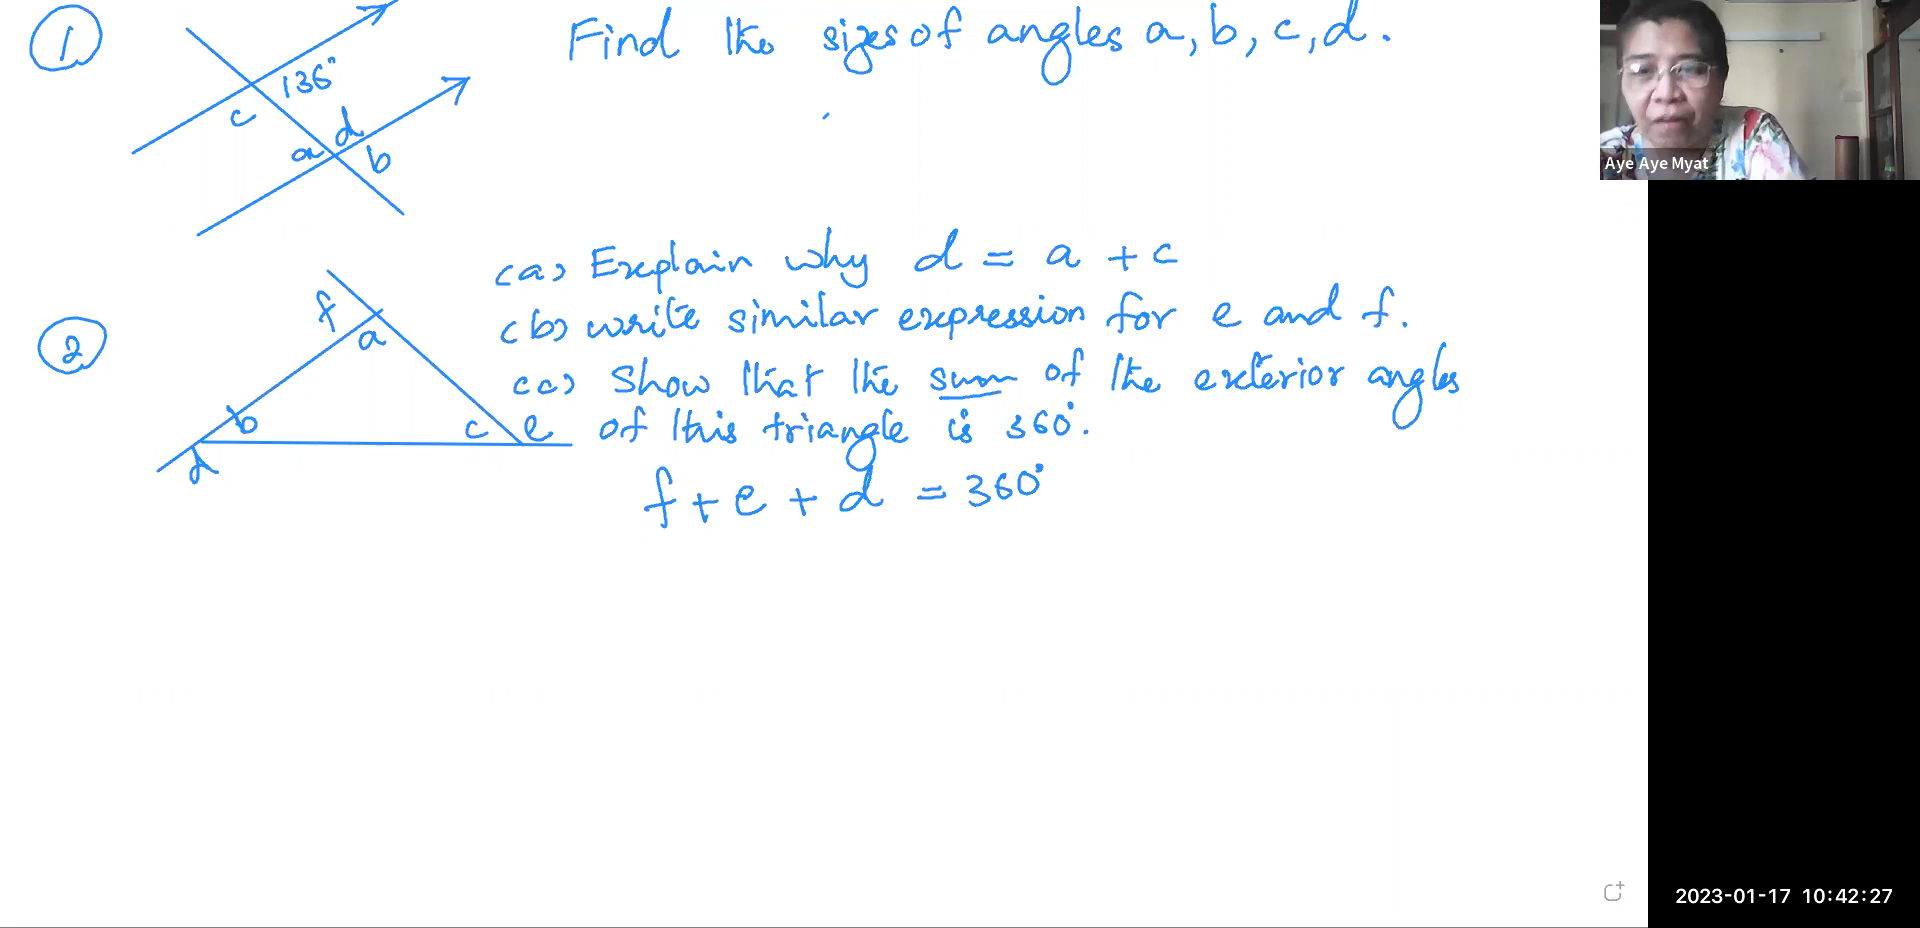 1
Find the sizes of angles a, b, c, d.
136°
c
d
a
b
(a) Explain why d = a + c
(b) write similar expression for e and f.
(c) Show that the sum of the exterior angles
of this triangle is 360°.
f + e + d = 360°
2
f
a
b
c
e
d
Aye Aye Myat
2023-01-17 10:42:27